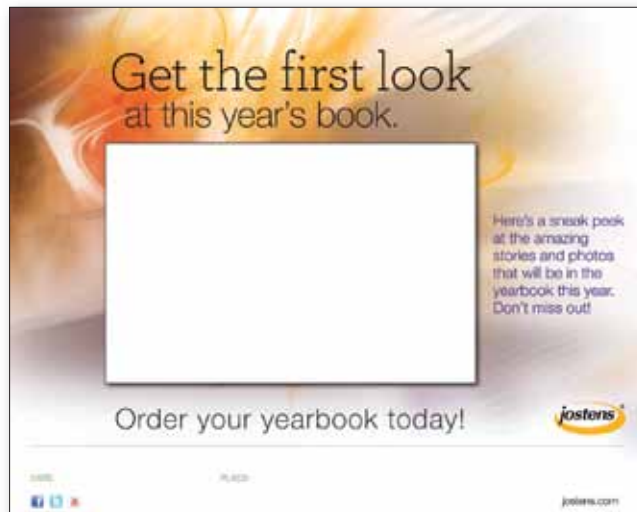 Get the first look
at this year's book.
Here's a sneak peek
at the amazing
stories and photos
that will be in the
yearbook this year.
Don't miss out!
Order your yearbook today!
jostens
PLACE
jostens.com